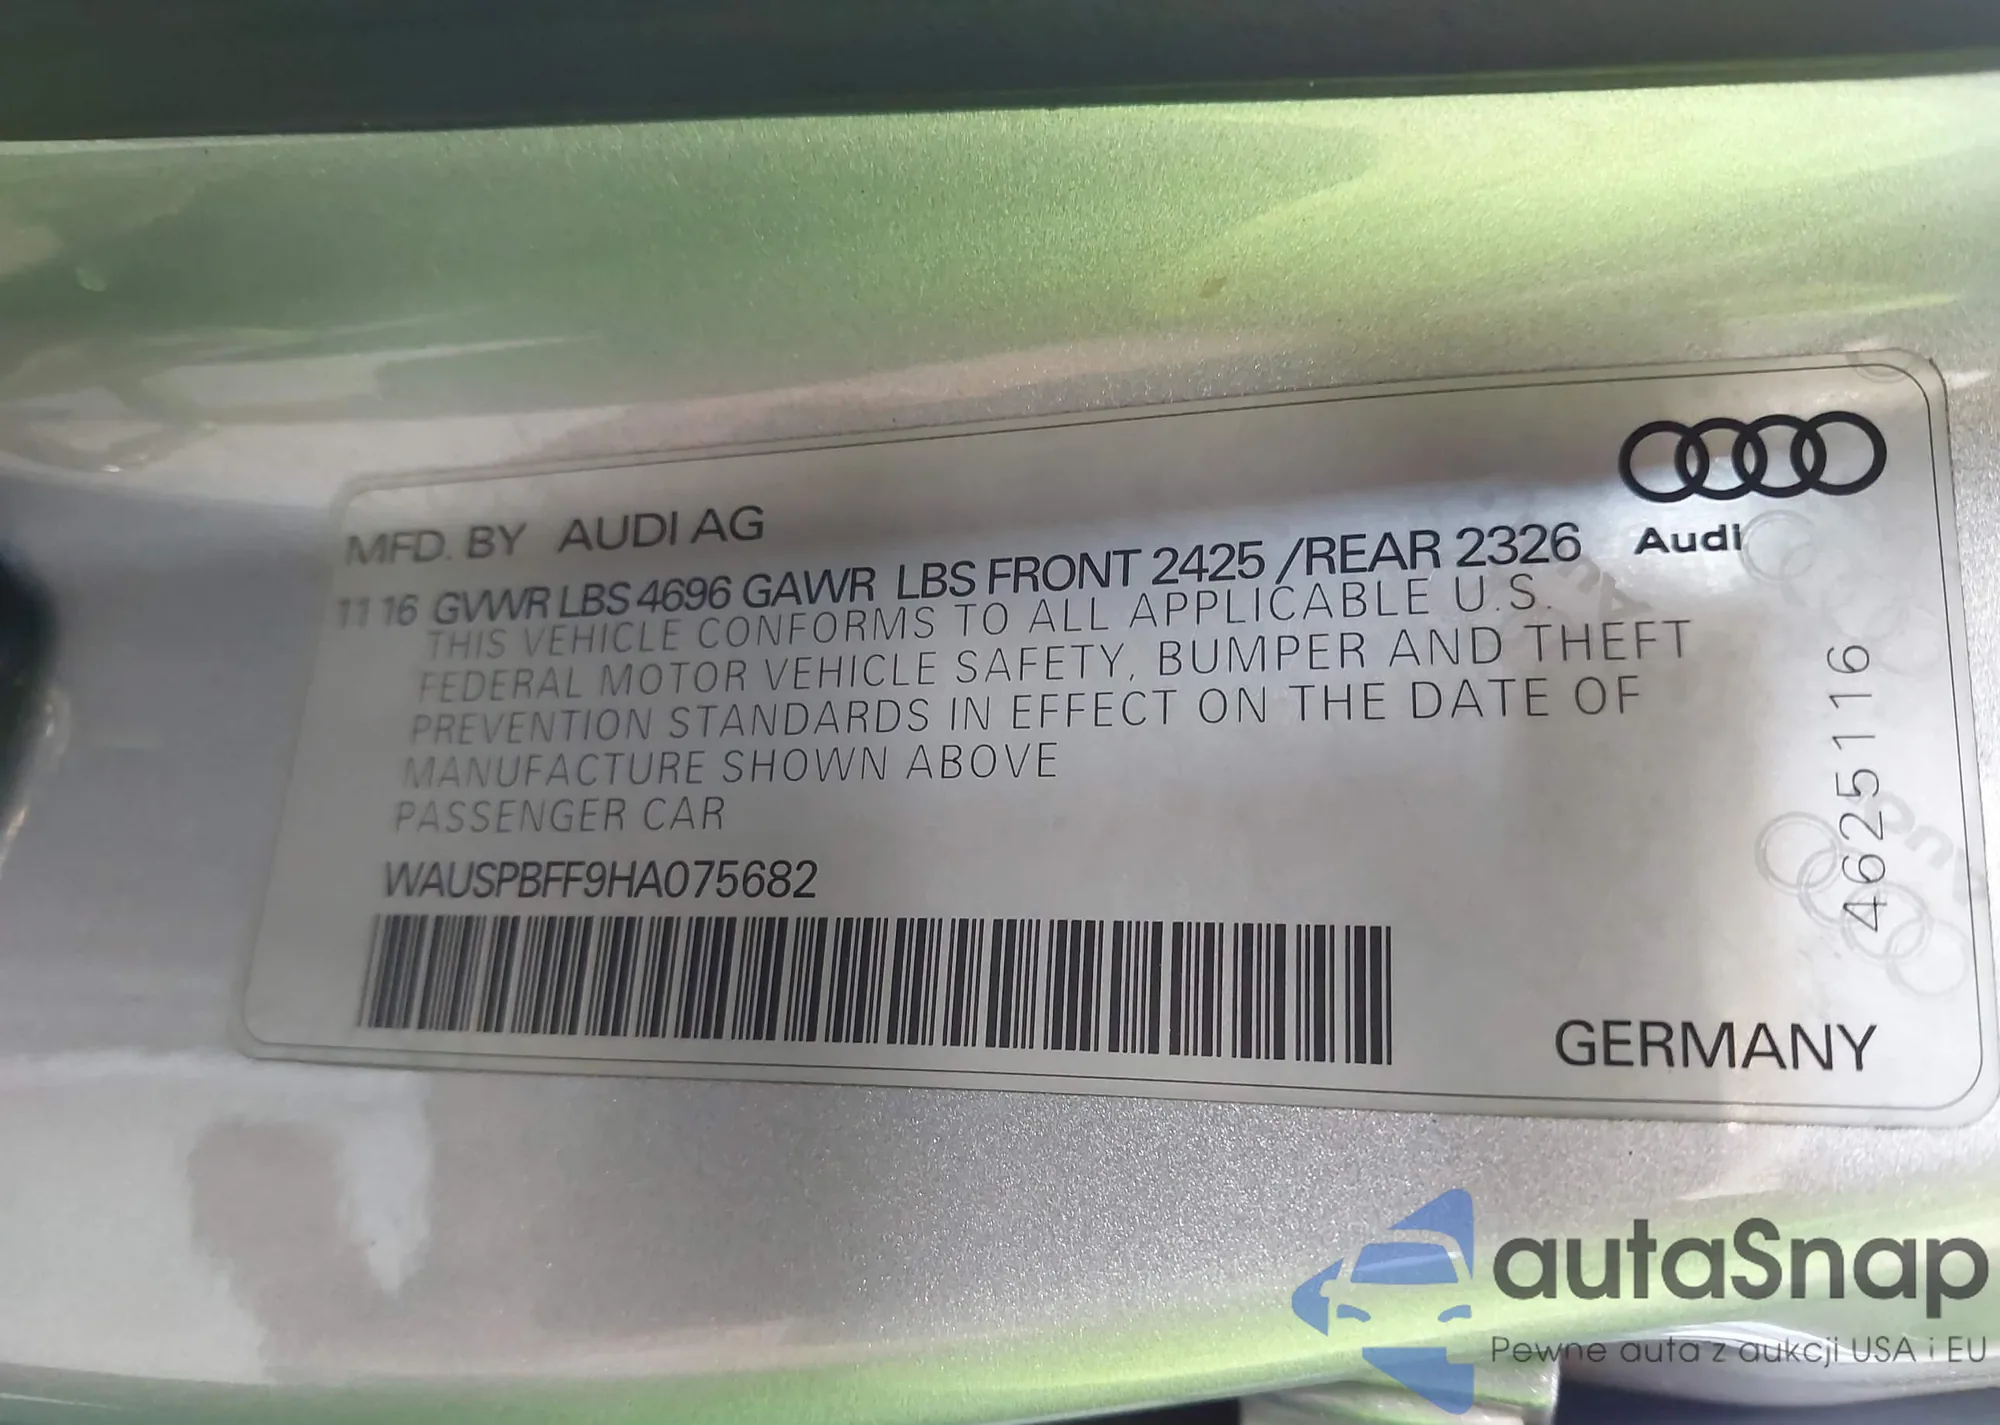 MFD. BY AUDI AG
11 16 GVWR LBS 4696 GAWR LBS FRONT 2425 /REAR 2326
THIS VEHICLE CONFORMS TO ALL APPLICABLE U.S.
FEDERAL MOTOR VEHICLE SAFETY, BUMPER AND THEFT
PREVENTION STANDARDS IN EFFECT ON THE DATE OF
MANUFACTURE SHOWN ABOVE
PASSENGER CAR
WAUSPBFF9HA075682
Audi
4625116
GERMANY
autaSnap
Pewne auta z aukcji USA i EU